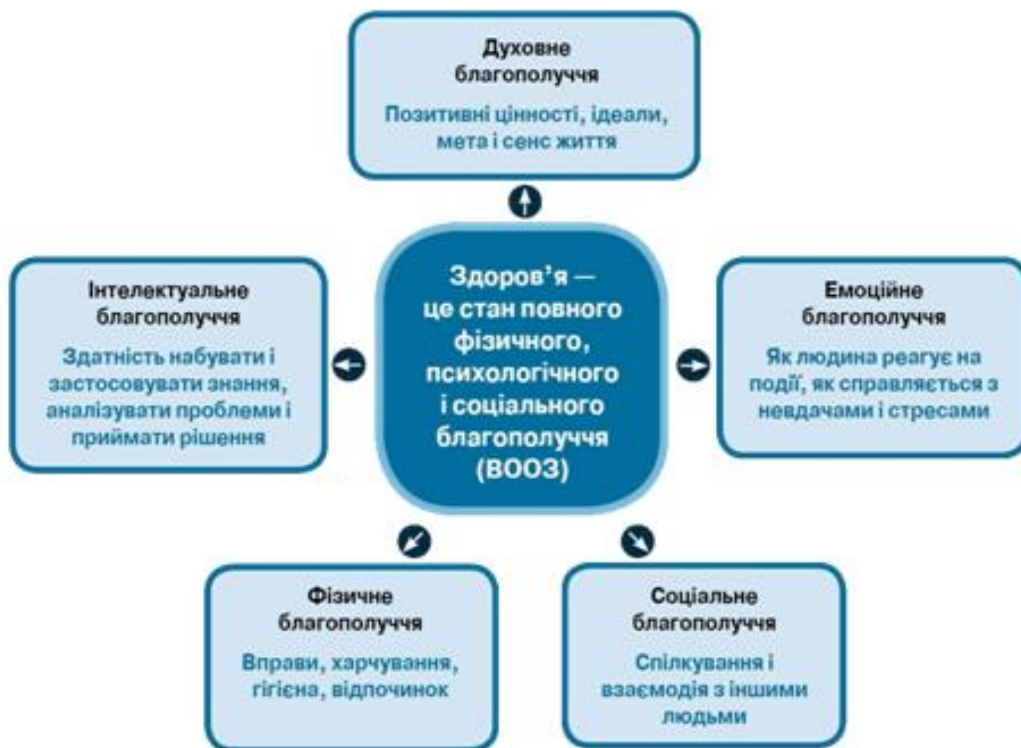 Духовне
благополуччя
Позитивні цінності, ідеали,
мета і сенс життя
Інтелектуальне
благополуччя
Здатність набувати і
застосовувати знання,
аналізувати проблеми і
приймати рішення
Здоров’я —
це стан повного
фізичного,
психологічного
і соціального
благополуччя
(ВООЗ)
Емоційне
благополуччя
Як людина реагує на
події, як справляється з
невдачами і стресами
Фізичне
благополуччя
Вправи, харчування,
гігієна, відпочинок
Соціальне
благополуччя
Спілкування і
взаємодія з іншими
людьми